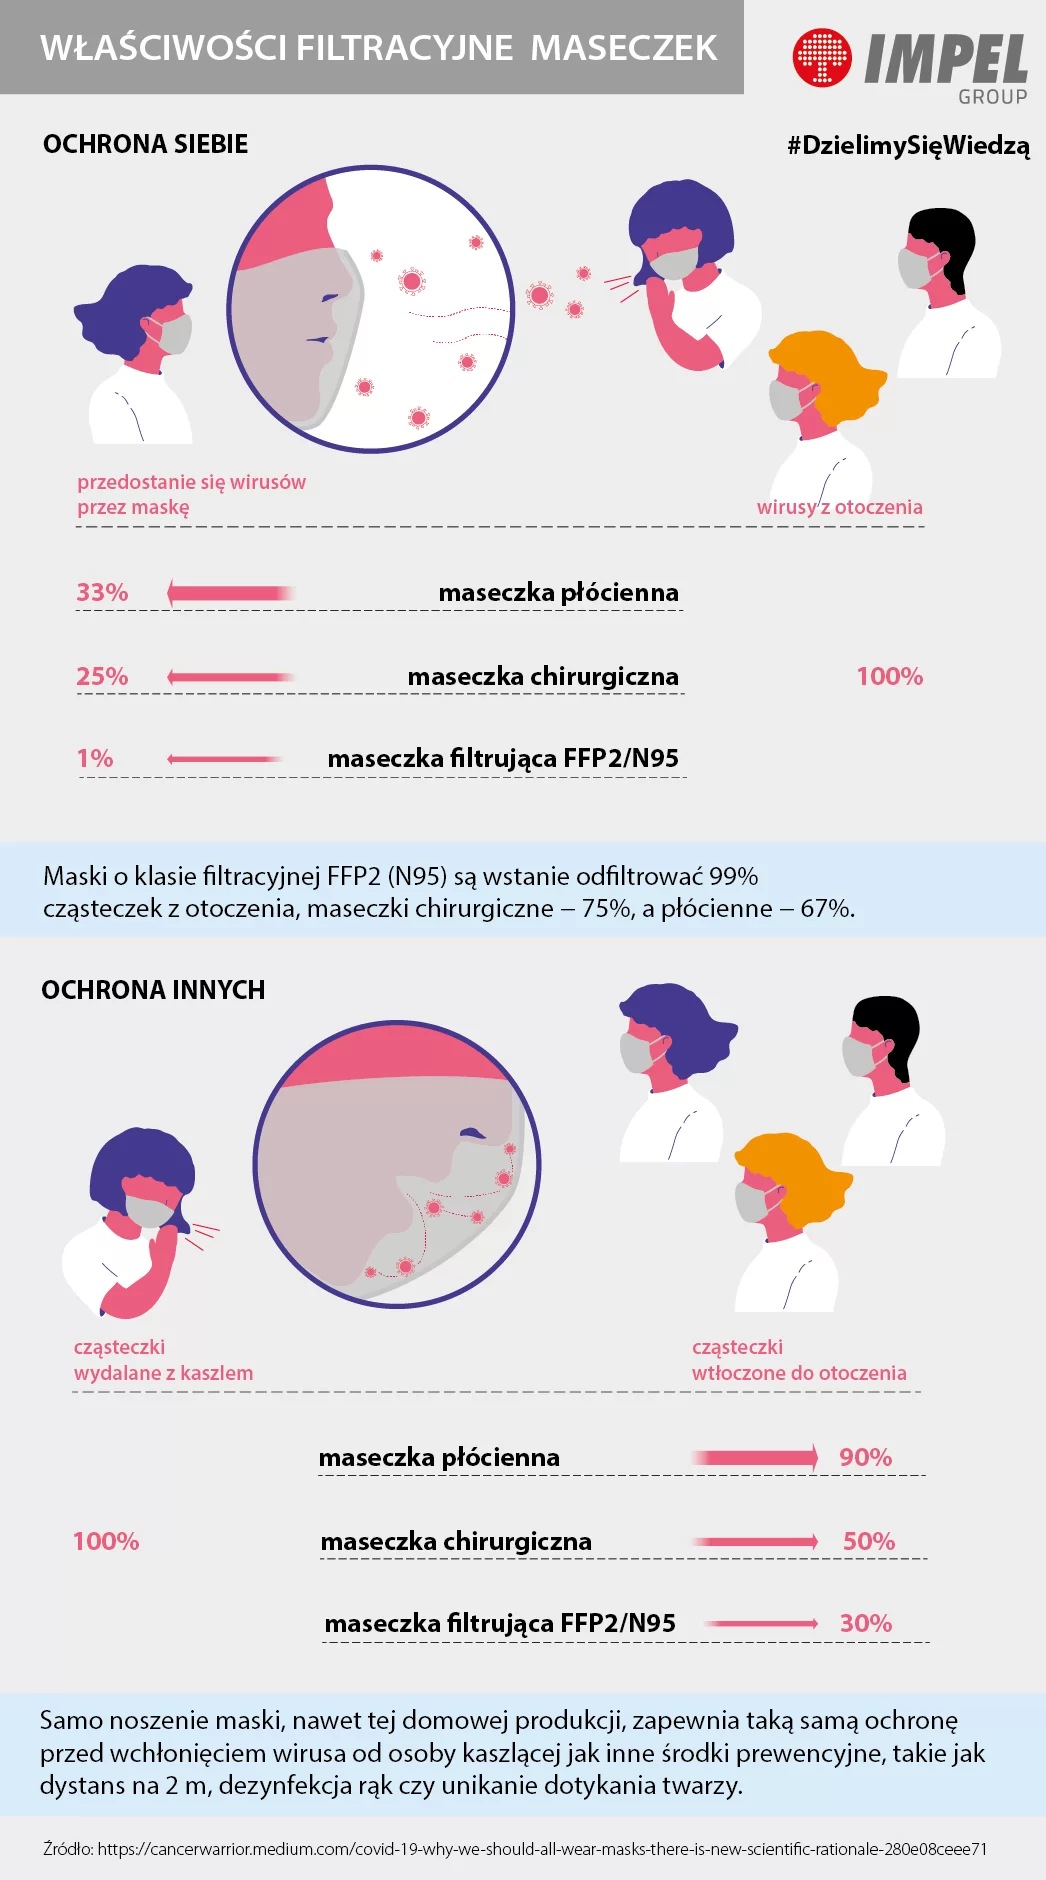 WŁAŚCIWOŚCI FILTRACYJNE MASECZEK
IMPEL
GROUP
OCHRONA SIEBIE
#DzielimySięWiedzą
przedostanie się wirusów
przez maskę
wirusy z otoczenia
33% maseczka płócienna
25% maseczka chirurgiczna 100%
1% maseczka filtrująca FFP2/N95
Maski o klasie filtracyjnej FFP2 (N95) są wstanie odfiltrować 99%
cząsteczek z otoczenia, maseczki chirurgiczne – 75%, a płócienne – 67%.
OCHRONA INNYCH
cząsteczki
wydalane z kaszlem
cząsteczki
wtłoczone do otoczenia
maseczka płócienna 90%
100% maseczka chirurgiczna 50%
maseczka filtrująca FFP2/N95 30%
Samo noszenie maski, nawet tej domowej produkcji, zapewnia taką samą ochronę
przed wchłonięciem wirusa od osoby kaszlącej jak inne środki prewencyjne, takie jak
dystans na 2 m, dezynfekcja rąk czy unikanie dotykania twarzy.
Źródło: https://cancerwarrior.medium.com/covid-19-why-we-should-all-wear-masks-there-is-new-scientific-rationale-280e08ceee71